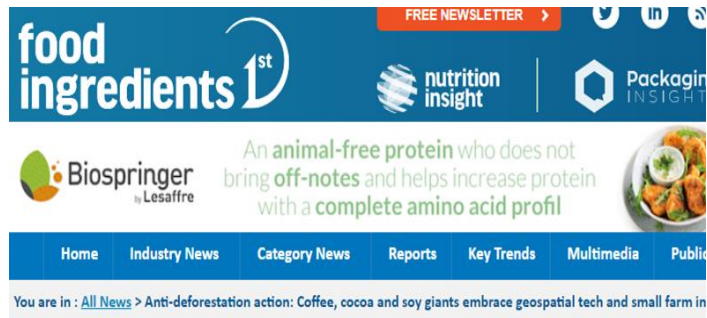 FREE NEWSLETTER >
food
ingredients 1st
nutrition
insight
INSIGHT
Biospringer
by Lesaffre
An animal-free protein who does not
bring off-notes and helps increase protein
with a complete amino acid profil
Home Industry News Category News Reports Key Trends Multimedia
You are in : All News > Anti-deforestation action: Coffee, cocoa and soy giants embrace geospatial tech and small farm in